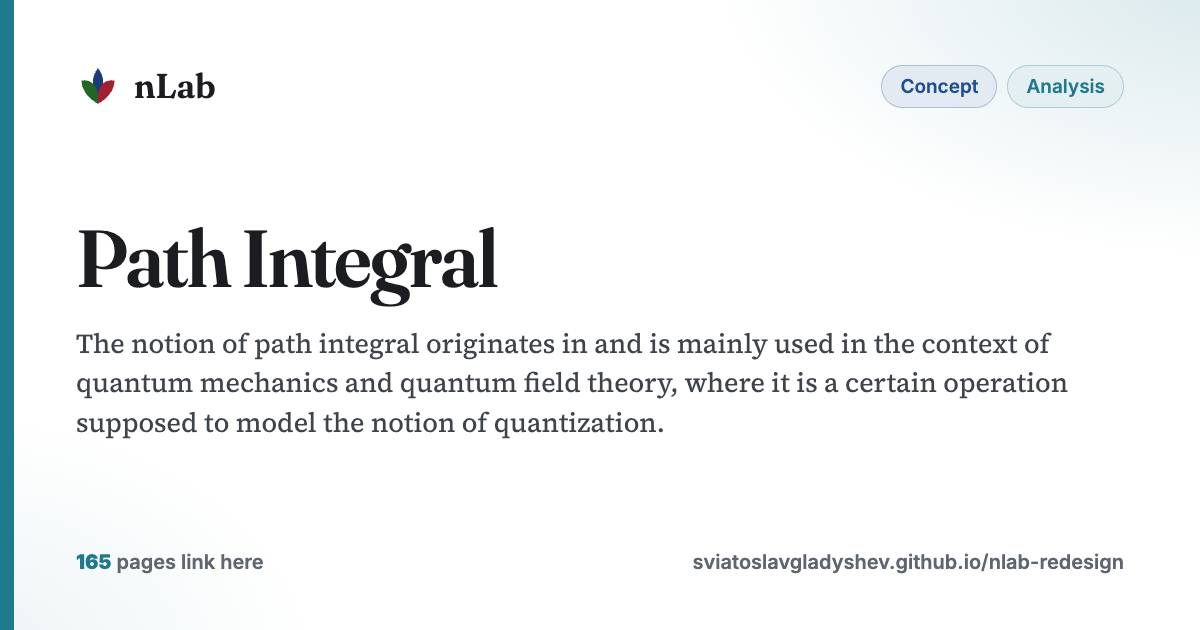 nLab
Concept
Analysis
Path Integral
The notion of path integral originates in and is mainly used in the context of
quantum mechanics and quantum field theory, where it is a certain operation
supposed to model the notion of quantization.
165 pages link here
sviatoslavgladyshev.github.io/nlab-redesign